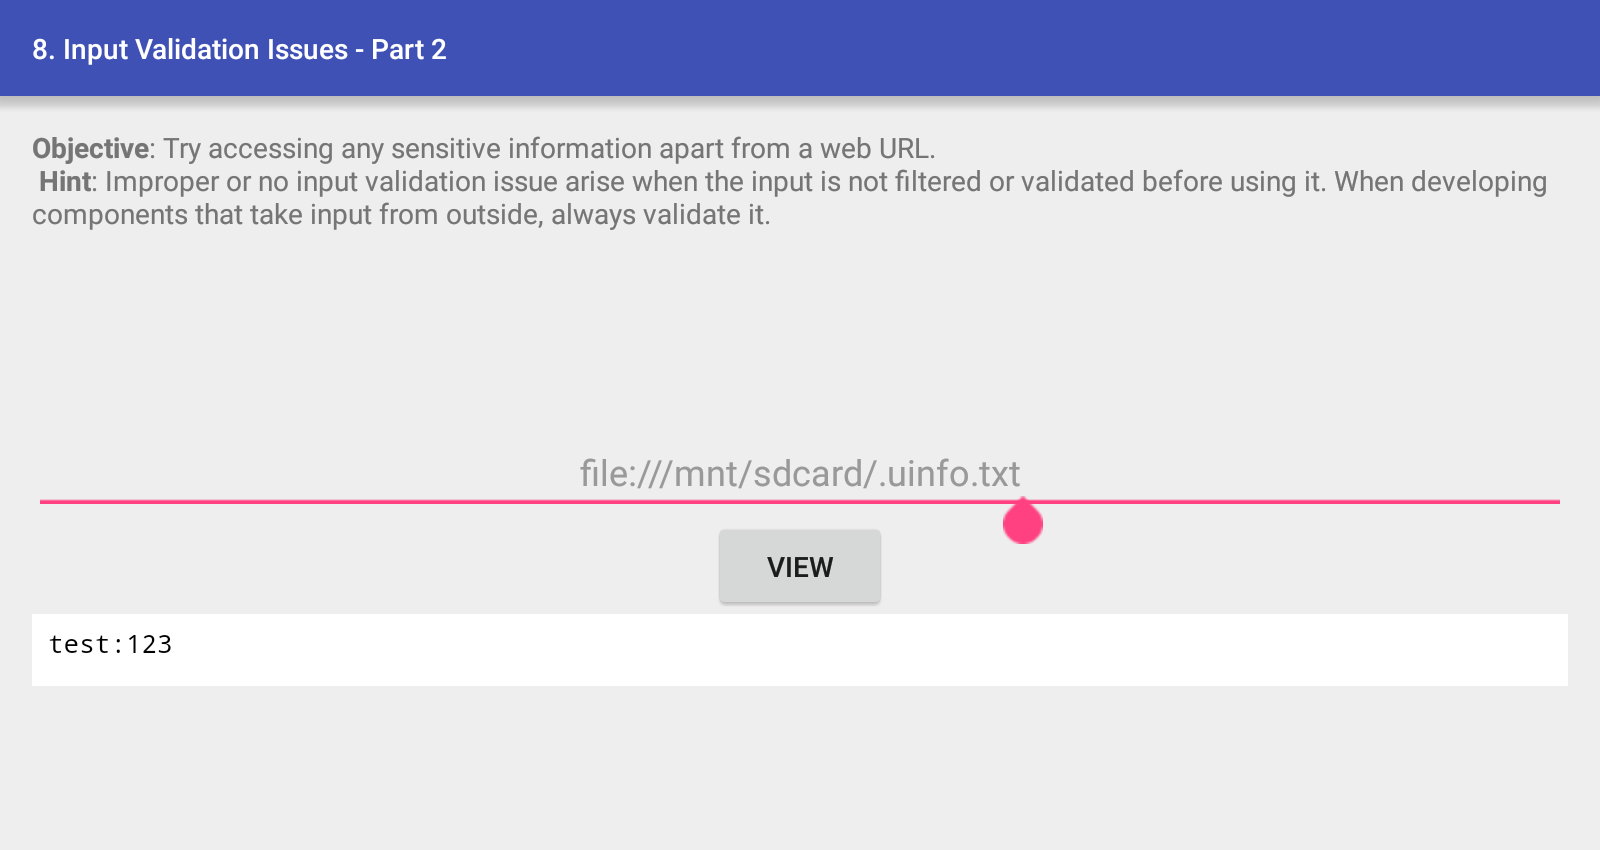 8. Input Validation Issues - Part 2
Objective: Try accessing any sensitive information apart from a web URL.
Hint: Improper or no input validation issue arise when the input is not filtered or validated before using it. When developing
components that take input from outside, always validate it.
file:///mnt/sdcard/.uinfo.txt
VIEW
test:123